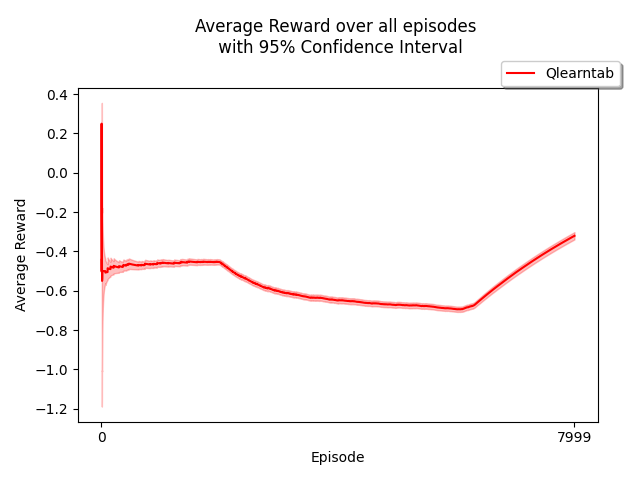 Average Reward over all episodes
with 95% Confidence Interval
Qlearntab
0.4
0.2
0.0
−0.2
−0.4
−0.6
−0.8
−1.0
−1.2
Average Reward
0
7999
Episode